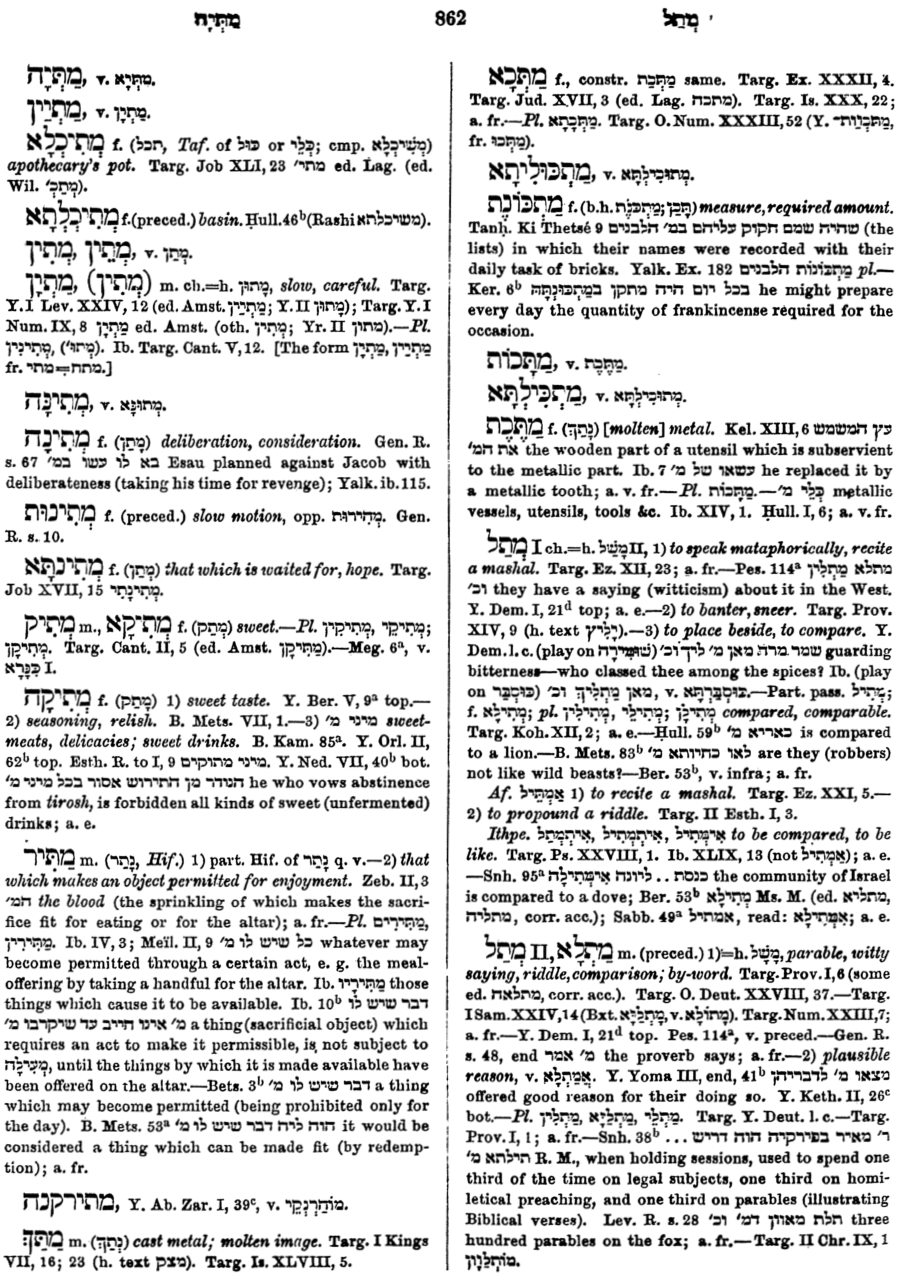 מַתְּיָה 862 מְתַל
מַתְּיָה, v. מַתְּיָא.
מַתְיַין, v. מַתְיָן.
מְתִיכְלָא f. (תכל, Taf. of כּוּל or כְּלֵי; cmp. מְשִׁיכְלָא)
apothecary's pot. Targ. Job XLI, 23 מתי׳ ed. Lag. (ed.
Wil. מְתַכְ׳).
מְתִיכְלְתָא f. (preced.) basin. Ḥull. 46ᵇ (Rashi משיכלתא).
מְתֵין, מְתִין, v. מְתַן.
מְתִין, (מָתִין) m. ch.=h. מָתוּן, slow, careful. Targ.
Y. I Lev. XXIV, 12 (ed. Amst. מַתְיִין; Y. II מָתוּן); Targ. Y. I
Num. IX, 8 מַתְיָן ed. Amst. (oth. מְתִין; Yr. II מתון).—Pl.
מְתִינִין, (מְתוּ׳). Ib. Targ. Cant. V, 12. [The form מַתְיָין, מַתְיָן
fr. מתי=מתח.]
מְתִינָּה, v. מְתוּנָּא.
מְתִינָה f. (מָתַן) deliberation, consideration. Gen. R.
s. 67 בא לו עשו במ׳ Esau planned against Jacob with
deliberateness (taking his time for revenge); Yalk. ib. 115.
מְתִינוּת f. (preced.) slow motion, opp. מְהִירוּת. Gen.
R. s. 10.
מְתִינְתָּא f. (מְתַן) that which is waited for, hope. Targ.
Job XVII, 15 מְתִינְתִּי.
מְתִיק m., מְתִיקָא f. (מְתַק) sweet.—Pl. מְתִיקִין, מְתִיקֵי;
מְתִיקָן. Targ. Cant. II, 5 (ed. Amst. מְתִיקָן).—Meg. 6ᵃ, v.
כִּפְּרָא I.
מְתִיקָה f. (מָתַק) 1) sweet taste. Y. Ber. V, 9ᵃ top.—
2) seasoning, relish. B. Mets. VII, 1.—3) מיני מ׳ sweet-
meats, delicacies; sweet drinks. B. Kam. 85ᵃ. Y. Orl. II,
62ᵇ top. Esth. R. to I, 9 מיני מתוקים. Y. Ned. VII, 40ᵇ bot.
הנודר מן התירוש אסור בכל מיני מ׳ he who vows abstinence
from tirosh, is forbidden all kinds of sweet (unfermented)
drinks; a. e.
מַתִּיר m. (נָתַר, Hif.) 1) part. Hif. of נָתַר q. v.—2) that
which makes an object permitted for enjoyment. Zeb. II, 3
המ׳ the blood (the sprinkling of which makes the sacri-
fice fit for eating or for the altar); a. fr.—Pl. מַתִּירִים,
מַתִּירִין. Ib. IV, 3; Meïl. II, 9 כל שיש לו מ׳ whatever may
become permitted through a certain act, e. g. the meal-
offering by taking a handful for the altar. Ib. מַתִּירָיו those
things which cause it to be available. Ib. 10ᵇ דבר שיש לו
מ׳ אינו חייב עד שיקרבו מ׳ a thing (sacrificial object) which
requires an act to make it permissible, is not subject to
מְעִילָה, until the things by which it is made available have
been offered on the altar.—Bets. 3ᵇ דבר שיש לו מ׳ a thing
which may become permitted (being prohibited only for
the day). B. Mets. 53ᵃ הוה ליה דבר שיש לו מ׳ it would be
considered a thing which can be made fit (by redemp-
tion); a. fr.
מתירקנה, Y. Ab. Zar. I, 39ᶜ, v. מוֹהַרְנְקֵי.
מַתַּךְ m. (נְתַךְ) cast metal; molten image. Targ. I Kings
VII, 16; 23 (h. text מצק). Targ. Is. XLVIII, 5.
מַתְּכָא f., constr. מַתְּכַת same. Targ. Ex. XXXII, 4.
Targ. Jud. XVII, 3 (ed. Lag. מתכה). Targ. Is. XXX, 22;
a. fr.—Pl. מַתְּכָתָא. Targ. O. Num. XXXIII, 52 (Y. מַתְּכְוָות־,
fr. מַתְּכוּ).
מַתְכוּלִיתָא, v. מְתוּכִילְתָּא.
מַתְכּוֹנֶת f. (b. h. מַתְכֹּנֶת; תָּכַן) measure, required amount.
Tanḥ. Ki Thetsé 9 שהיה שמם חקוק עליהם במ׳ הלבנים (the
lists) in which their names were recorded with their
daily task of bricks. Yalk. Ex. 182 מַתְכּוֹנוֹת הלבנים pl.—
Ker. 6ᵇ בכל יום היה מתקן במַתְכּוּנְתָּהּ he might prepare
every day the quantity of frankincense required for the
occasion.
מַתָּכוֹת, v. מַתֶּכֶת.
מַתְכִּילְתָּא, v. מְתוּכִילְתָּא.
מַתֶּכֶת f. (נָתַךְ) [molten] metal. Kel. XIII, 6 עץ המשמש
את המ׳ the wooden part of a utensil which is subservient
to the metallic part. Ib. 7 עשאו של מ׳ he replaced it by
a metallic tooth; a. v. fr.—Pl. מַתָּכוֹת.—כְּלֵי מ׳ metallic
vessels, utensils, tools &c. Ib. XIV, 1. Ḥull. I, 6; a. v. fr.
מְתַל I ch.=h. מָשַׁל II, 1) to speak mataphorically, recite
a mashal. Targ. Ez. XII, 23; a. fr.—Pes. 114ᵃ מתלא מַתְלִין
וכ׳ they have a saying (witticism) about it in the West.
Y. Dem. I, 21ᵈ top; a. e.—2) to banter, sneer. Targ. Prov.
XIV, 9 (h. text יָלִיץ).—3) to place beside, to compare. Y.
Dem. l. c. (play on שׁוּמִירָה) שמר מרה מאן מ׳ ליך וכ׳ guarding
bitterness—who classed thee among the spices? Ib. (play
on כּוּסְבָּר) מאן מַתְלִיךְ וכ׳, v. כּוּסְבַּרְתָּא.—Part. pass. מְתִיל;
f. מְתִילָא; pl. מְתִילִין, מְתִילֵי; מְתִילָן compared, comparable.
Targ. Koh. XII, 2; a. e.—Ḥull. 59ᵇ כאריא מ׳ is compared
to a lion.—B. Mets. 83ᵇ לאו כחיותא מ׳ are they (robbers)
not like wild beasts?—Ber. 53ᵇ, v. infra; a. fr.
Af. אַמְתֵּיל 1) to recite a mashal. Targ. Ez. XXI, 5.—
2) to propound a riddle. Targ. II Esth. I, 3.
Ithpe. אִיתְמְתַל, אִיתְמְתִיל, אִימְּתִיל to be compared, to be
like. Targ. Ps. XXVIII, 1. Ib. XLIX, 13 (not אַמְתִיל); a. e.
—Snh. 95ᵃ כנסת . . ליונה אִימְּתִילָה the community of Israel
is compared to a dove; Ber. 53ᵇ מְתִילָא Ms. M. (ed. מתליא,
מתליה, corr. acc.); Sabb. 49ᵃ אמתיל, read: אִמְּתִילָא; a. e.
מְתַל II, מַתְלָא m. (preced.) 1)=h. מָשָׁל, parable, witty
saying, riddle, comparison; by-word. Targ. Prov. I, 6 (some
ed. מתלאה, corr. acc.). Targ. O. Deut. XXVIII, 37.—Targ.
I Sam. XXIV, 14 (Bxt. מַתְלָיָא, v. מָתוֹלָא). Targ. Num. XXIII, 7;
a. fr.—Y. Dem. I, 21ᵈ top. Pes. 114ᵃ, v. preced.—Gen. R.
s. 48, end מ׳ אמר the proverb says; a. fr.—2) plausible
reason, v. אֲמַתְלָא. Y. Yoma III, end, 41ᵇ מצאו מ׳ לדבריהן
offered good reason for their doing so. Y. Keth. II, 26ᶜ
bot.—Pl. מַתְלִין, מַתְלַיָּא, מַתְלֵי. Targ. Y. Deut. l. c.—Targ.
Prov. I, 1; a. fr.—Snh. 38ᵇ ר׳ מאיר בפירקיה הוה דריש ...
תילתא מ׳ R. M., when holding sessions, used to spend one
third of the time on legal subjects, one third on homi-
letical preaching, and one third on parables (illustrating
Biblical verses). Lev. R. s. 28 תלת מאוון דמ׳ וכ׳ three
hundred parables on the fox; a. fr.—Targ. II Chr. IX, 1
מוֹתְלָוָון.